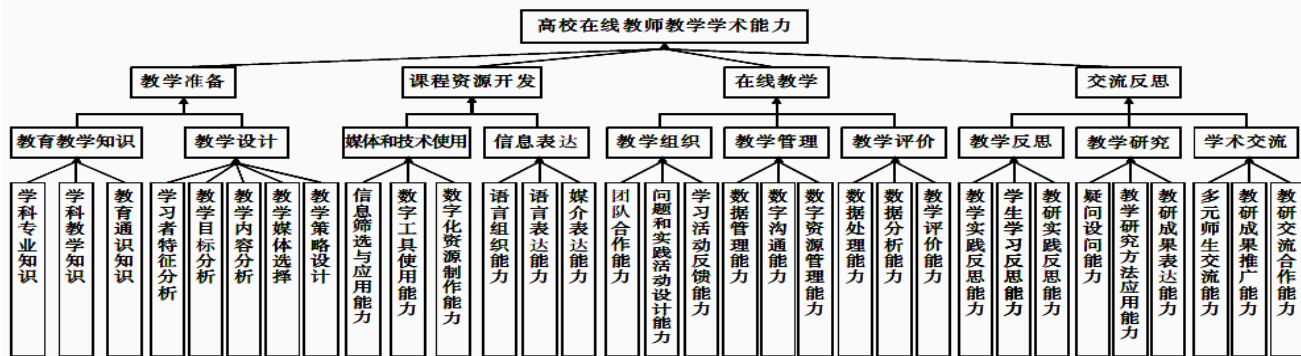 高校在线教师教学学术能力
教学准备
课程资源开发
在线教学
交流反思
教育教学知识
教学设计
媒体和技术使用
信息表达
教学组织
教学管理
教学评价
教学反思
教学研究
学术交流
学科专业知识
学科教学知识
教育通识知识
学习者特征分析
教学目标分析
教学内容分析
教学媒体选择
教学策略设计
信息筛选与应用能力
数字工具使用能力
数字化资源制作能力
语言组织能力
语言表达能力
媒介表达能力
团队合作能力
问题和实践活动设计能力
学习活动反馈能力
数据管理能力
数字沟通能力
数字资源管理能力
数据处理能力
数据分析能力
教学评价能力
教学实践反思能力
学生学习反思能力
教研实践反思能力
疑问设问能力
教学研究方法应用能力
教研成果表达能力
多元师生交流能力
教研成果推广能力
教研交流合作能力